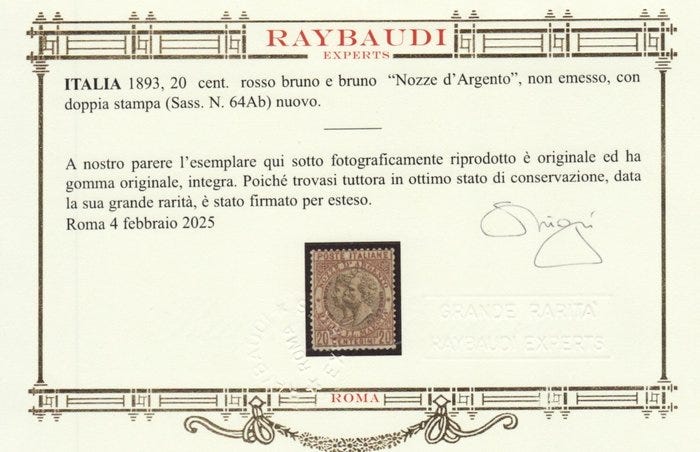 RAYBAUDI
EXPERTS
ITALIA 1893, 20 cent. rosso bruno e bruno “Nozze d’Argento”, non emesso, con
doppia stampa (Sass. N. 64Ab) nuovo.
A nostro parere l’esemplare qui sotto fotograficamente riprodotto è originale ed ha
gomma originale, integra. Poiché trovasi tuttora in ottimo stato di conservazione, data
la sua grande rarità, è stato firmato per esteso.
Roma 4 febbraio 2025
POSTE ITALIANE
NOZZE D'ARGENTO
20 CENTESIMI 20
GRANDE RARITA'
RAYBAUDI EXPERTS
ROMA